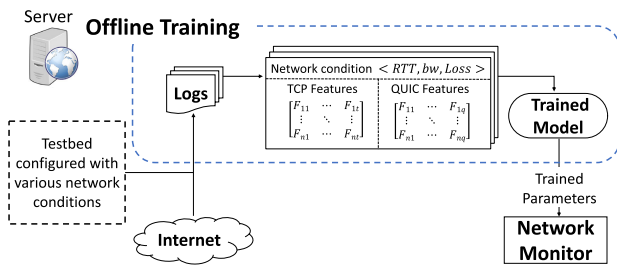 Server
Offline Training
Logs
Network condition < RTT, bw, Loss >
TCP Features
F11 ⋯ F1t
⋮ ⋱ ⋮
Fn1 ⋯ Fnt
QUIC Features
F11 ⋯ F1q
⋮ ⋱ ⋮
Fn1 ⋯ Fnq
Trained
Model
Testbed
configured with
various network
conditions
Internet
Trained
Parameters
Network
Monitor